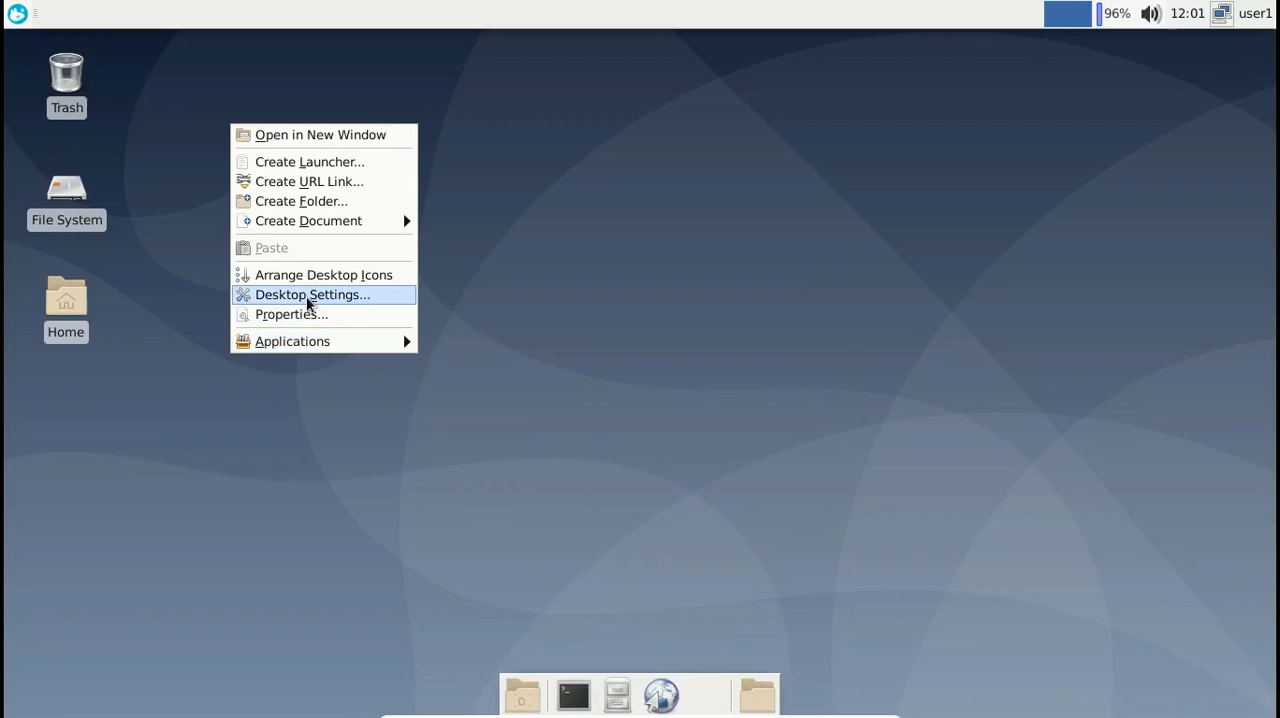 96%
12:01
user1
Trash
File System
Home
Open in New Window
Create Launcher...
Create URL Link...
Create Folder...
Create Document
Paste
Arrange Desktop Icons
Desktop Settings...
Properties...
Applications